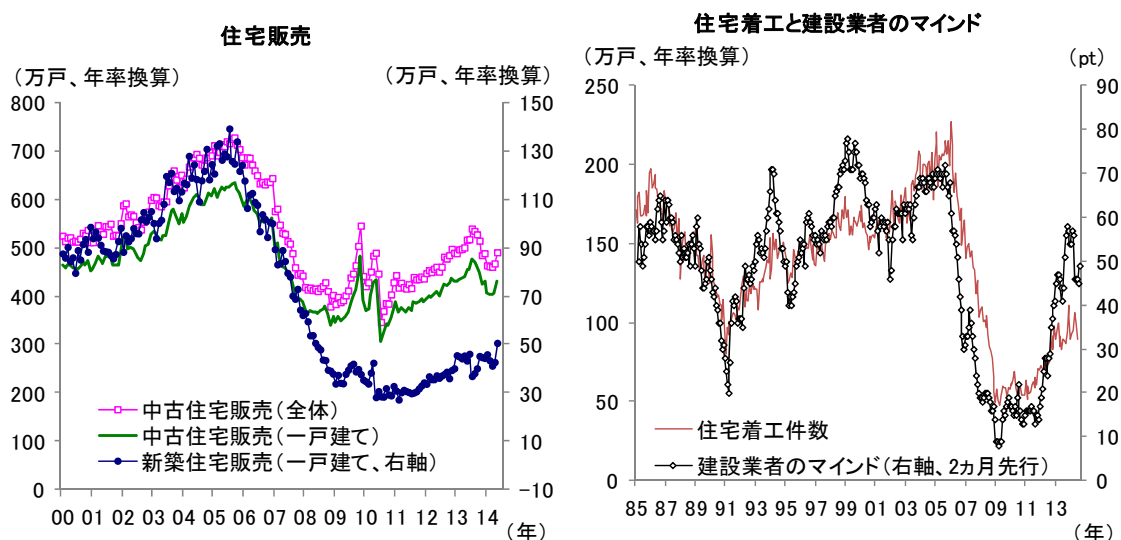 住宅販売
（万戸、年率換算）
（万戸、年率換算）
800
700
600
500
400
300
200
100
0
150
130
110
90
70
50
30
10
-10
中古住宅販売（全体）
中古住宅販売（一戸建て）
新築住宅販売（一戸建て、右軸）
00 01 02 03 04 05 06 07 08 09 10 11 12 13 14
（年）
住宅着工と建設業者のマインド
（万戸、年率換算）
（pt）
250
200
150
100
50
0
90
80
70
60
50
40
30
20
10
0
住宅着工件数
建設業者のマインド（右軸、2ヵ月先行）
85 87 89 91 93 95 97 99 01 03 05 07 09 11 13
（年）